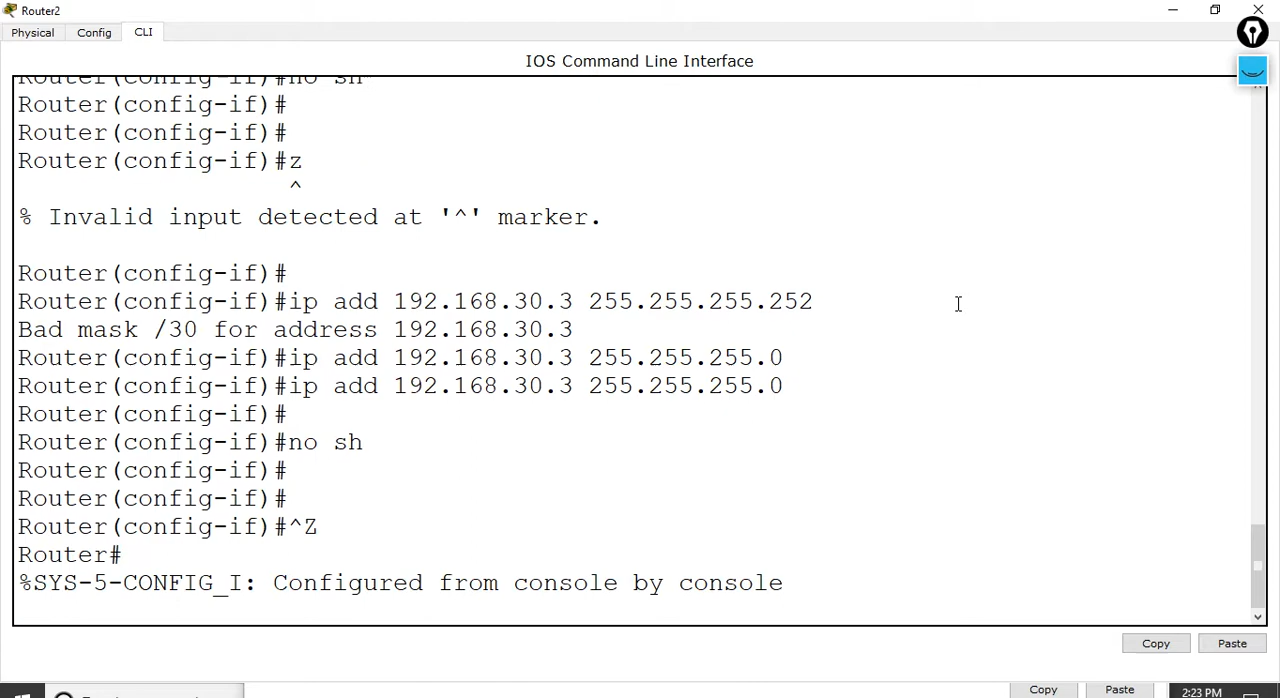 Router2
Physical Config CLI
IOS Command Line Interface
Router(config-if)#no sh
Router(config-if)#
Router(config-if)#
Router(config-if)#z
^
% Invalid input detected at '^' marker.
Router(config-if)#
Router(config-if)#ip add 192.168.30.3 255.255.255.252
Bad mask /30 for address 192.168.30.3
Router(config-if)#ip add 192.168.30.3 255.255.255.0
Router(config-if)#ip add 192.168.30.3 255.255.255.0
Router(config-if)#
Router(config-if)#no sh
Router(config-if)#
Router(config-if)#
Router(config-if)#^Z
Router#
%SYS-5-CONFIG_I: Configured from console by console
Copy Paste
Copy Paste
2:23 PM